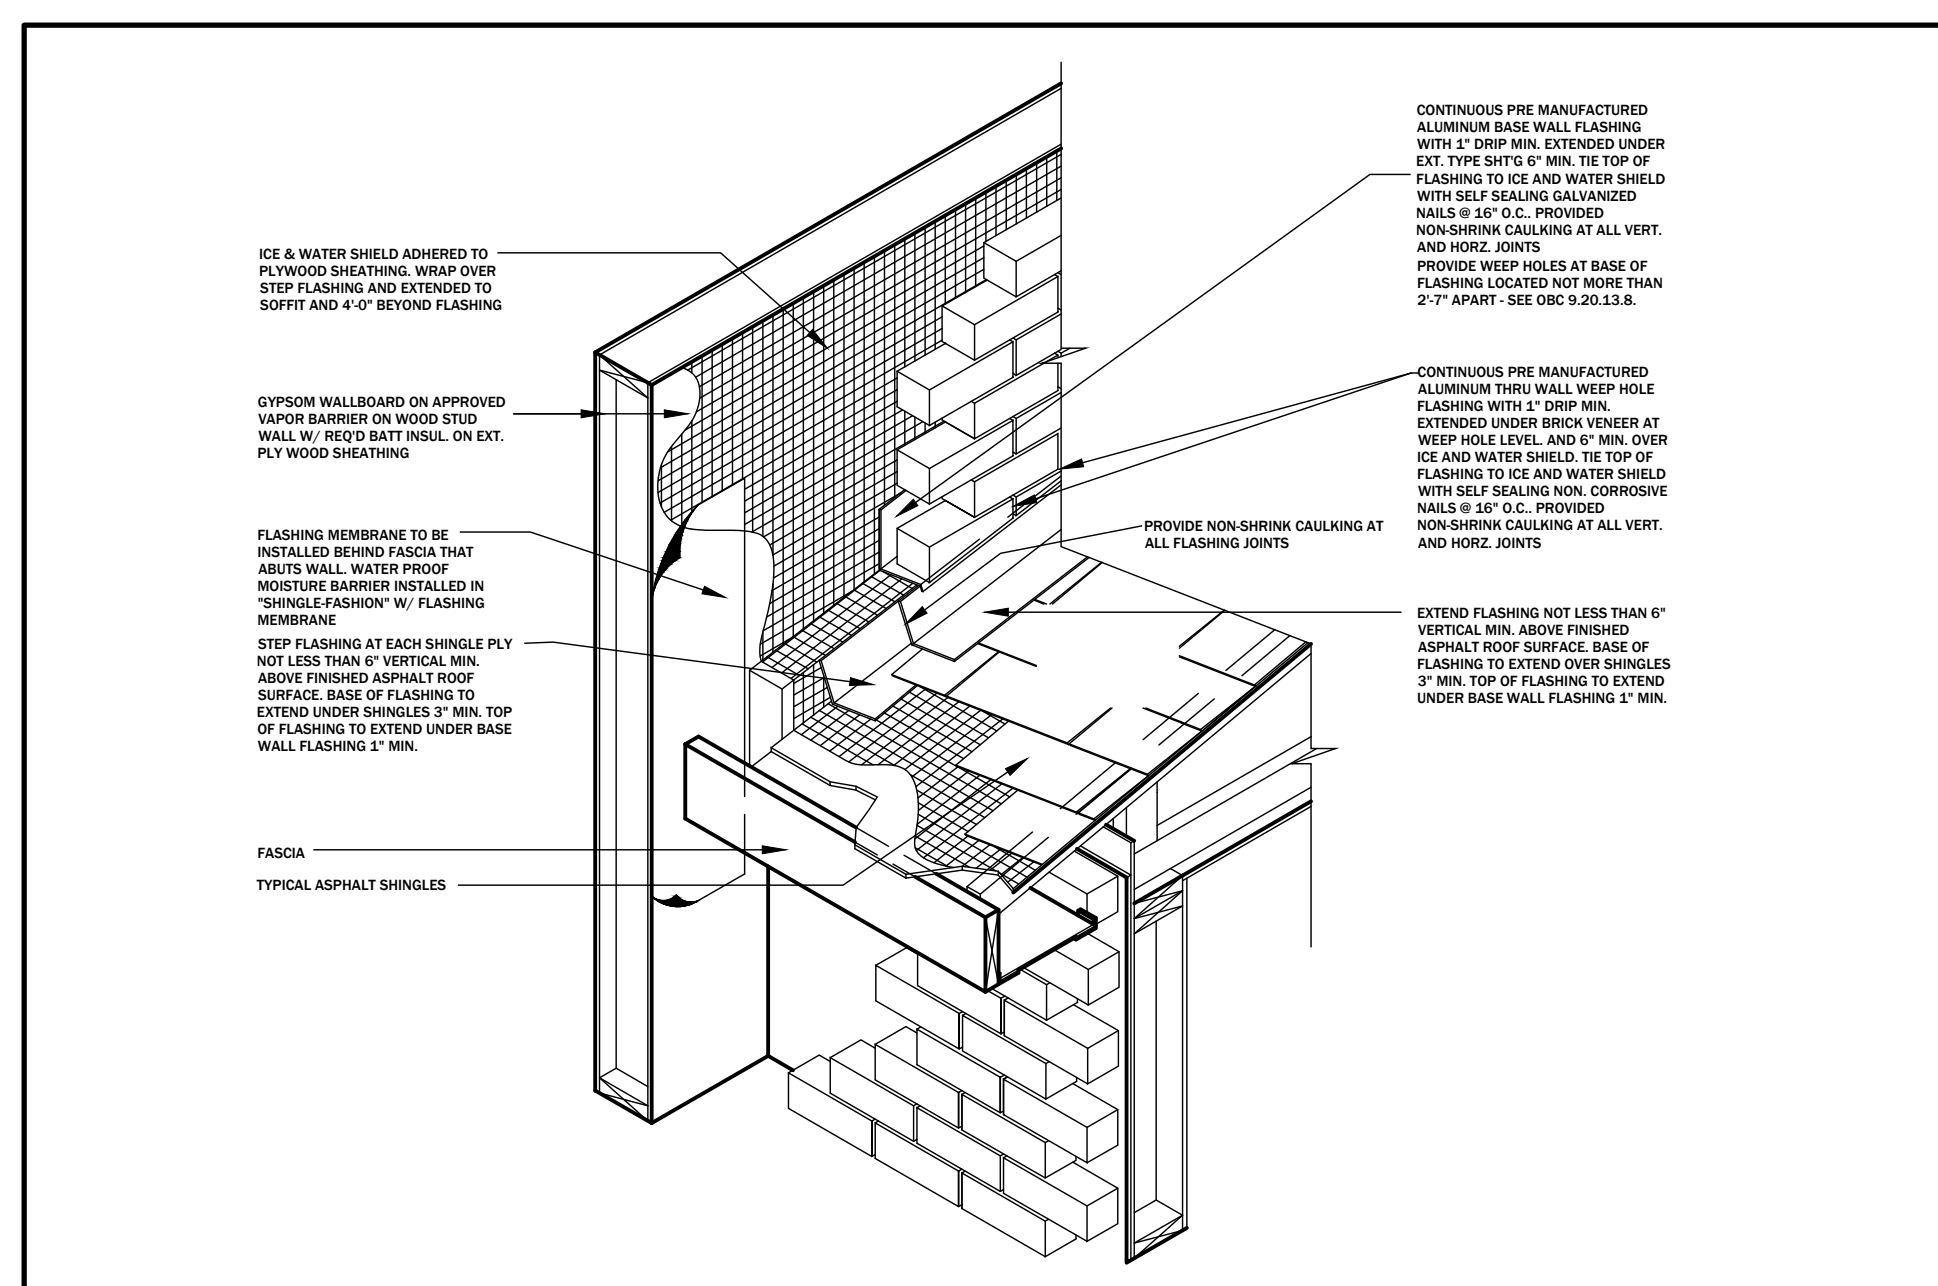 ICE & WATER SHIELD ADHERED TO
PLYWOOD SHEATHING. WRAP OVER
STEP FLASHING AND EXTENDED TO
SOFFIT AND 4'-0" BEYOND FLASHING
GYPSOM WALLBOARD ON APPROVED
VAPOR BARRIER ON WOOD STUD
WALL W/ REQ'D BATT INSUL. ON EXT.
PLY WOOD SHEATHING
FLASHING MEMBRANE TO BE
INSTALLED BEHIND FASCIA THAT
ABUTS WALL. WATER PROOF
MOISTURE BARRIER INSTALLED IN
"SHINGLE-FASHION" W/ FLASHING
MEMBRANE
STEP FLASHING AT EACH SHINGLE PLY
NOT LESS THAN 6" VERTICAL MIN.
ABOVE FINISHED ASPHALT ROOF
SURFACE. BASE OF FLASHING TO
EXTEND UNDER SHINGLES 3" MIN. TOP
OF FLASHING TO EXTEND UNDER BASE
WALL FLASHING 1" MIN.
FASCIA
TYPICAL ASPHALT SHINGLES
CONTINUOUS PRE MANUFACTURED
ALUMINUM BASE WALL FLASHING
WITH 1" DRIP MIN. EXTENDED UNDER
EXT. TYPE SHT'G 6" MIN. TIE TOP OF
FLASHING TO ICE AND WATER SHIELD
WITH SELF SEALING GALVANIZED
NAILS @ 16" O.C.. PROVIDED
NON-SHRINK CAULKING AT ALL VERT.
AND HORZ. JOINTS
PROVIDE WEEP HOLES AT BASE OF
FLASHING LOCATED NOT MORE THAN
2'-7" APART - SEE OBC 9.20.13.8.
CONTINUOUS PRE MANUFACTURED
ALUMINUM THRU WALL WEEP HOLE
FLASHING WITH 1" DRIP MIN.
EXTENDED UNDER BRICK VENEER AT
WEEP HOLE LEVEL. AND 6" MIN. OVER
ICE AND WATER SHIELD. TIE TOP OF
FLASHING TO ICE AND WATER SHIELD
WITH SELF SEALING NON. CORROSIVE
NAILS @ 16" O.C.. PROVIDED
NON-SHRINK CAULKING AT ALL VERT.
AND HORZ. JOINTS
PROVIDE NON-SHRINK CAULKING AT
ALL FLASHING JOINTS
EXTEND FLASHING NOT LESS THAN 6"
VERTICAL MIN. ABOVE FINISHED
ASPHALT ROOF SURFACE. BASE OF
FLASHING TO EXTEND OVER SHINGLES
3" MIN. TOP OF FLASHING TO EXTEND
UNDER BASE WALL FLASHING 1" MIN.